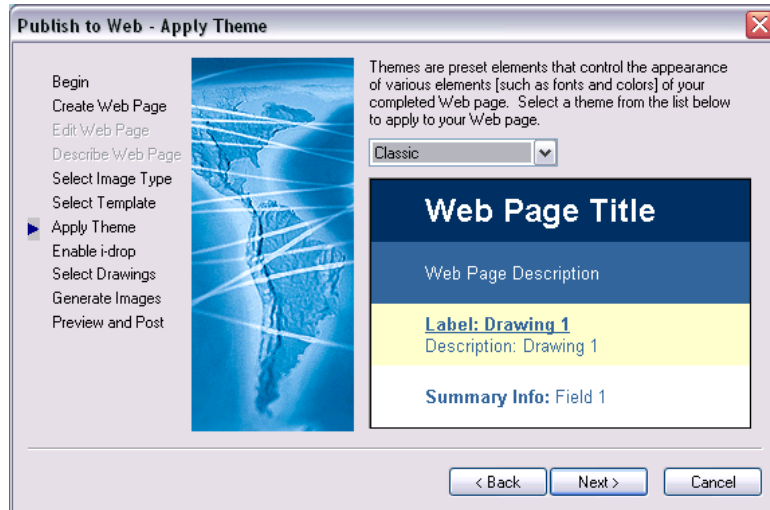 Publish to Web - Apply Theme
Begin
Create Web Page
Edit Web Page
Describe Web Page
Select Image Type
Select Template
Apply Theme
Enable i-drop
Select Drawings
Generate Images
Preview and Post
Themes are preset elements that control the appearance
of various elements [such as fonts and colors] of your
completed Web page. Select a theme from the list below
to apply to your Web page.
Classic
Web Page Title
Web Page Description
Label: Drawing 1
Description: Drawing 1
Summary Info: Field 1
< Back
Next >
Cancel